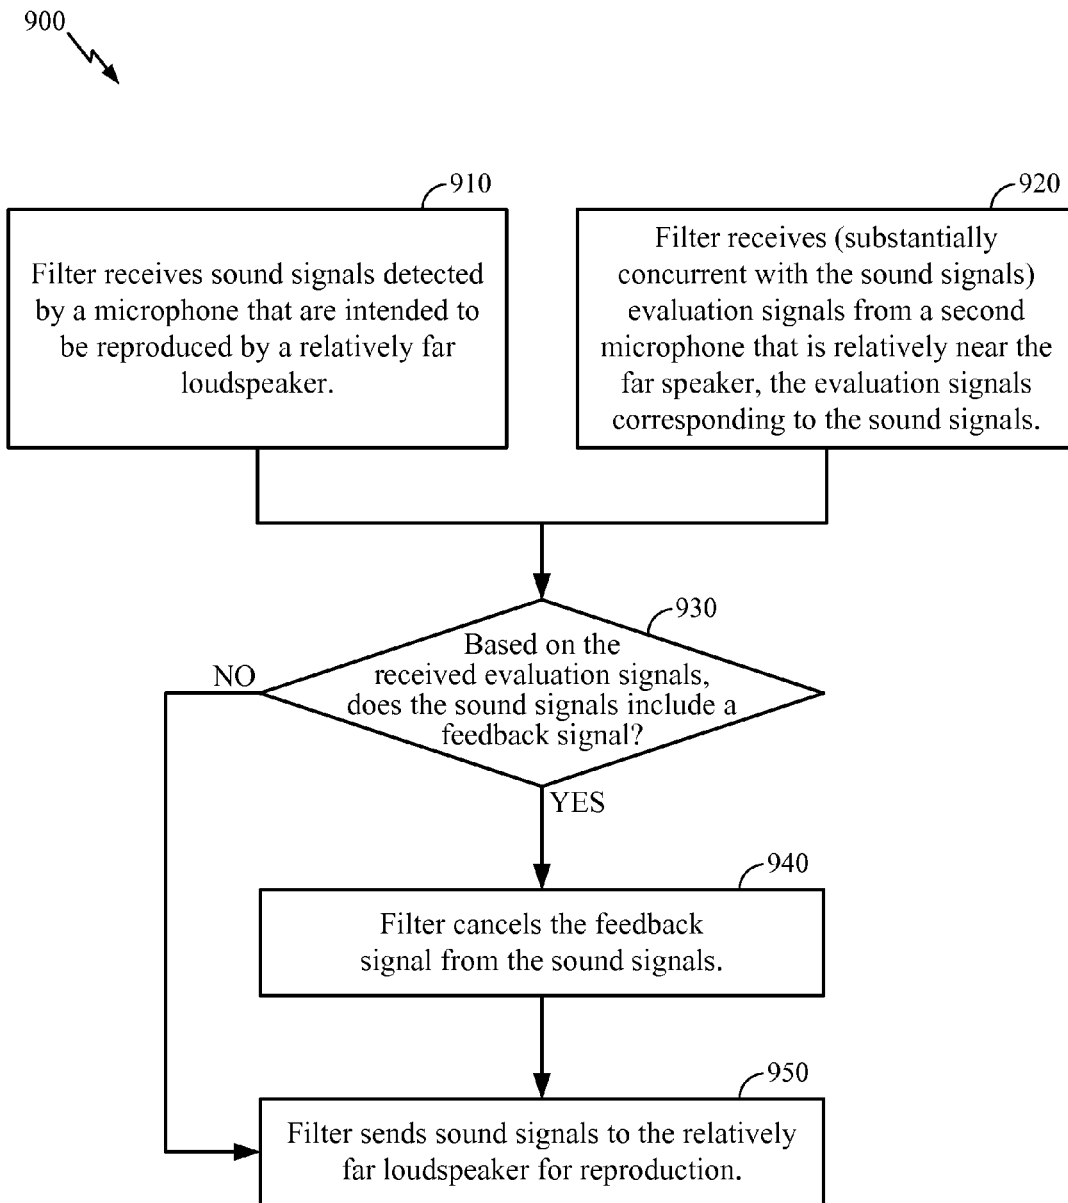 900
910
Filter receives sound signals detected
by a microphone that are intended to
be reproduced by a relatively far
loudspeaker.
920
Filter receives (substantially
concurrent with the sound signals)
evaluation signals from a second
microphone that is relatively near the
far speaker, the evaluation signals
corresponding to the sound signals.
930
Based on the
received evaluation signals,
does the sound signals include a
feedback signal?
NO
YES
940
Filter cancels the feedback
signal from the sound signals.
950
Filter sends sound signals to the relatively
far loudspeaker for reproduction.